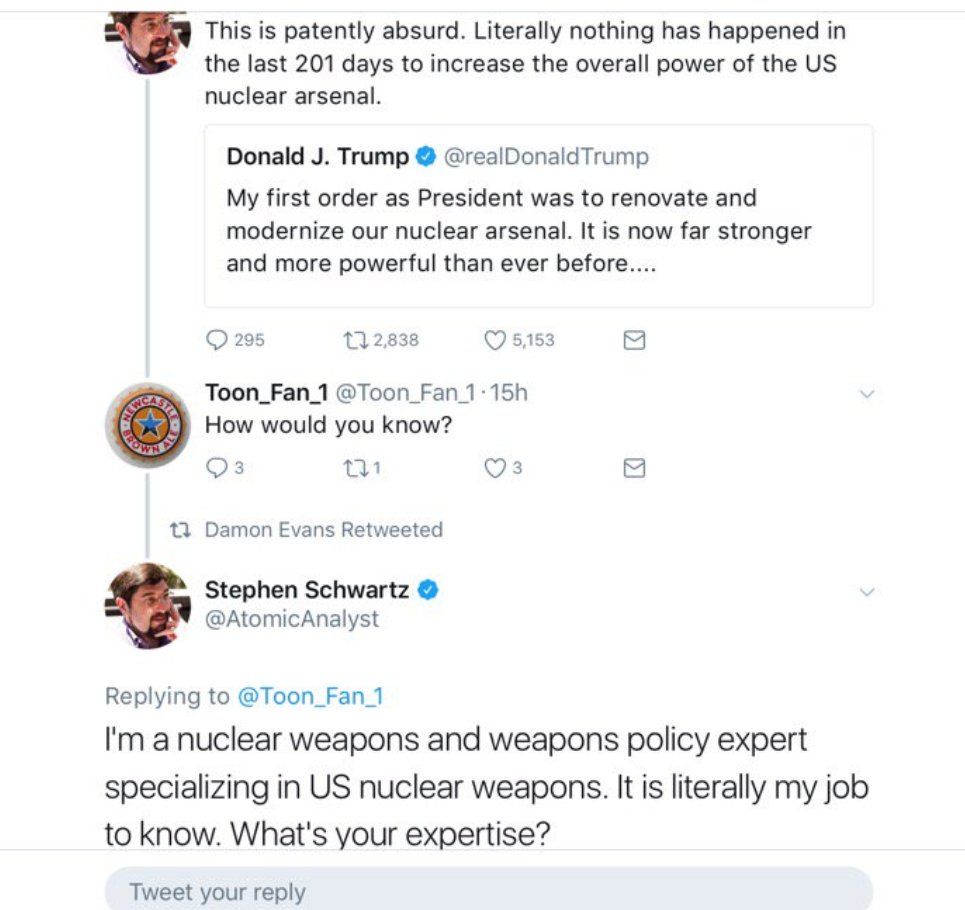 This is patently absurd. Literally nothing has happened in
the last 201 days to increase the overall power of the US
nuclear arsenal.
Donald J. Trump @realDonaldTrump
My first order as President was to renovate and
modernize our nuclear arsenal. It is now far stronger
and more powerful than ever before....
295 2,838 5,153
Toon_Fan_1 @Toon_Fan_1 · 15h
NEWCASTLE
BROWN ALE
How would you know?
3 1 3
Damon Evans Retweeted
Stephen Schwartz
@AtomicAnalyst
Replying to @Toon_Fan_1
I'm a nuclear weapons and weapons policy expert
specializing in US nuclear weapons. It is literally my job
to know. What's your expertise?
Tweet your reply